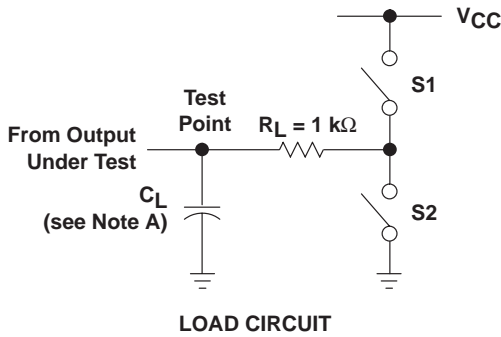 VCC
S1
Test
Point
RL = 1 kΩ
From Output
Under Test
CL
(see Note A)
S2
LOAD CIRCUIT